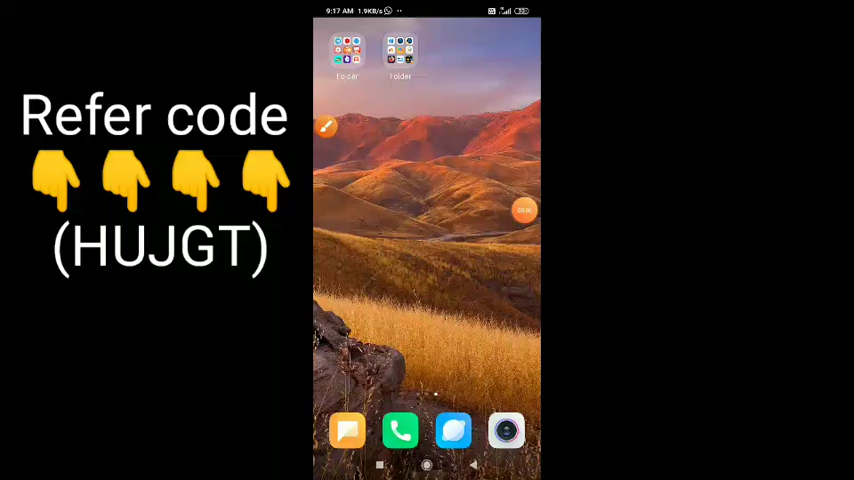 9:17 AM 1.9KB/s
Folder Folder
Refer code
👇 👇 👇 👇
(HUJGT)